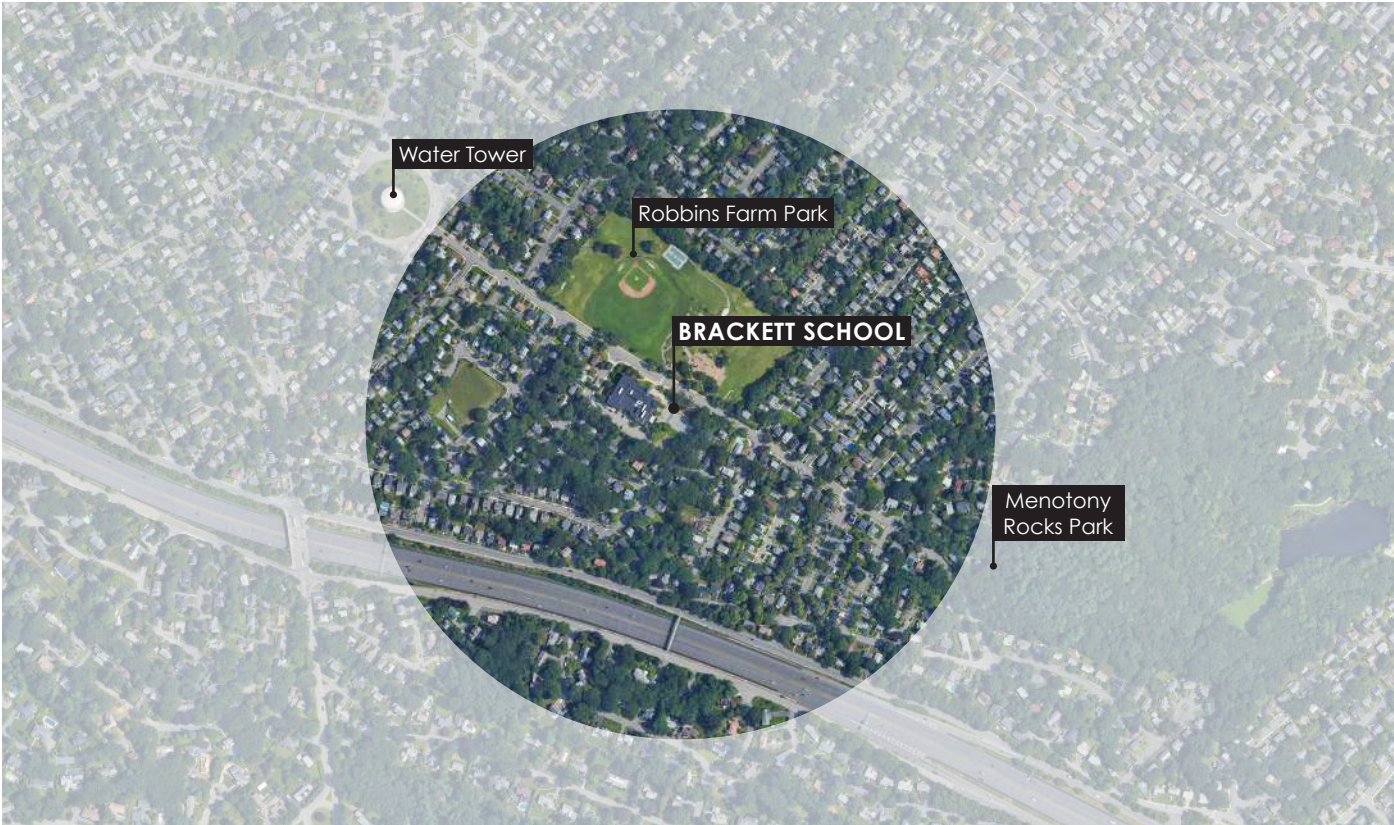 Water Tower
Robbins Farm Park
BRACKETT SCHOOL
Menotony
Rocks Park